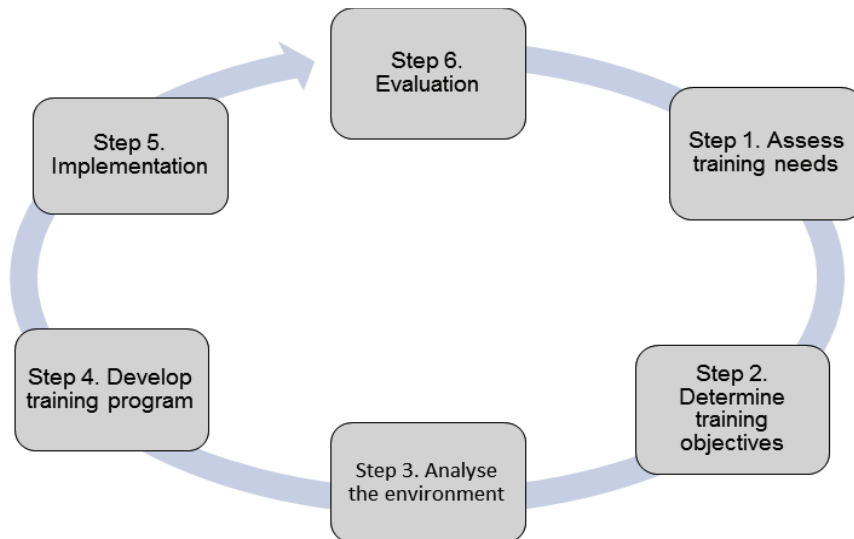 Step 6.
Evaluation
Step 1. Assess
training needs
Step 2.
Determine
training
objectives
Step 3. Analyse
the environment
Step 4. Develop
training program
Step 5.
Implementation